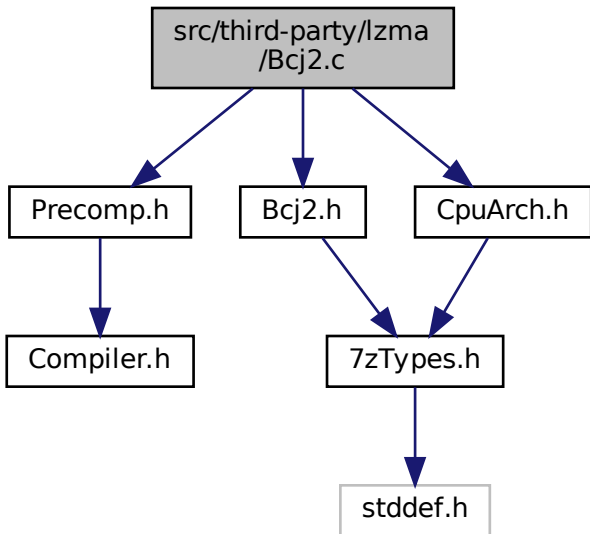 src/third-party/lzma
/Bcj2.c
Precomp.h
Bcj2.h
CpuArch.h
Compiler.h
7zTypes.h
stddef.h